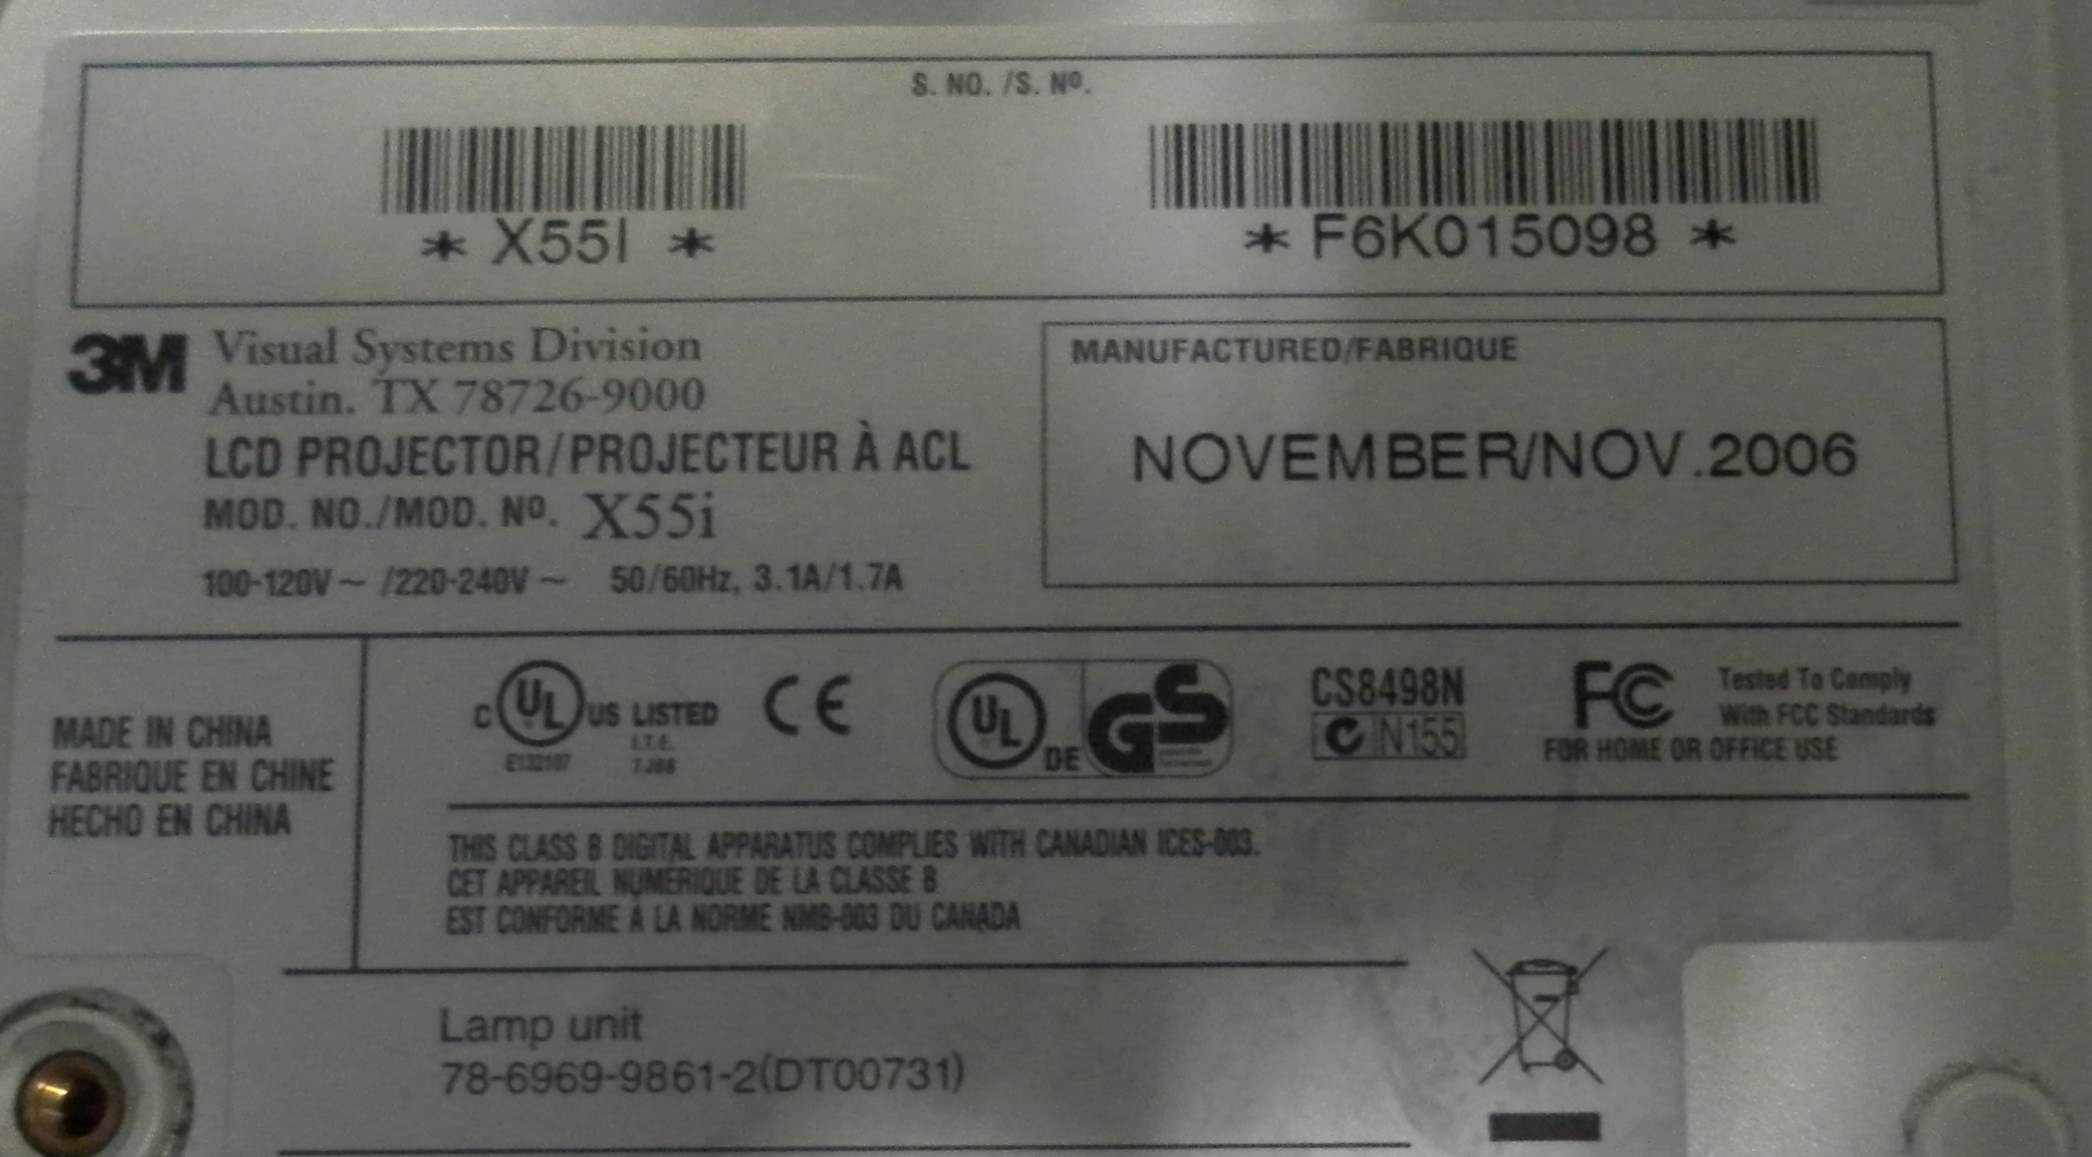 S. NO. /S. Nº.
* X55I *
* F6K015098 *
3M Visual Systems Division
Austin. TX 78726-9000
LCD PROJECTOR/PROJECTEUR À ACL
MOD. NO./MOD. Nº. X55i
100-120V~ /220-240V~ 50/60Hz, 3.1A/1.7A
MANUFACTURED/FABRIQUE
NOVEMBER/NOV.2006
MADE IN CHINA
FABRIQUE EN CHINE
HECHO EN CHINA
C UL US LISTED
I.T.E.
E132107
CE
UL DE GS
CS8498N
N155
FC Tested To Comply
With FCC Standards
FOR HOME OR OFFICE USE
THIS CLASS B DIGITAL APPARATUS COMPLIES WITH CANADIAN ICES-003.
CET APPAREIL NUMERIQUE DE LA CLASSE B
EST CONFORME A LA NORME NMB-003 DU CANADA
Lamp unit
78-6969-9861-2(DT00731)